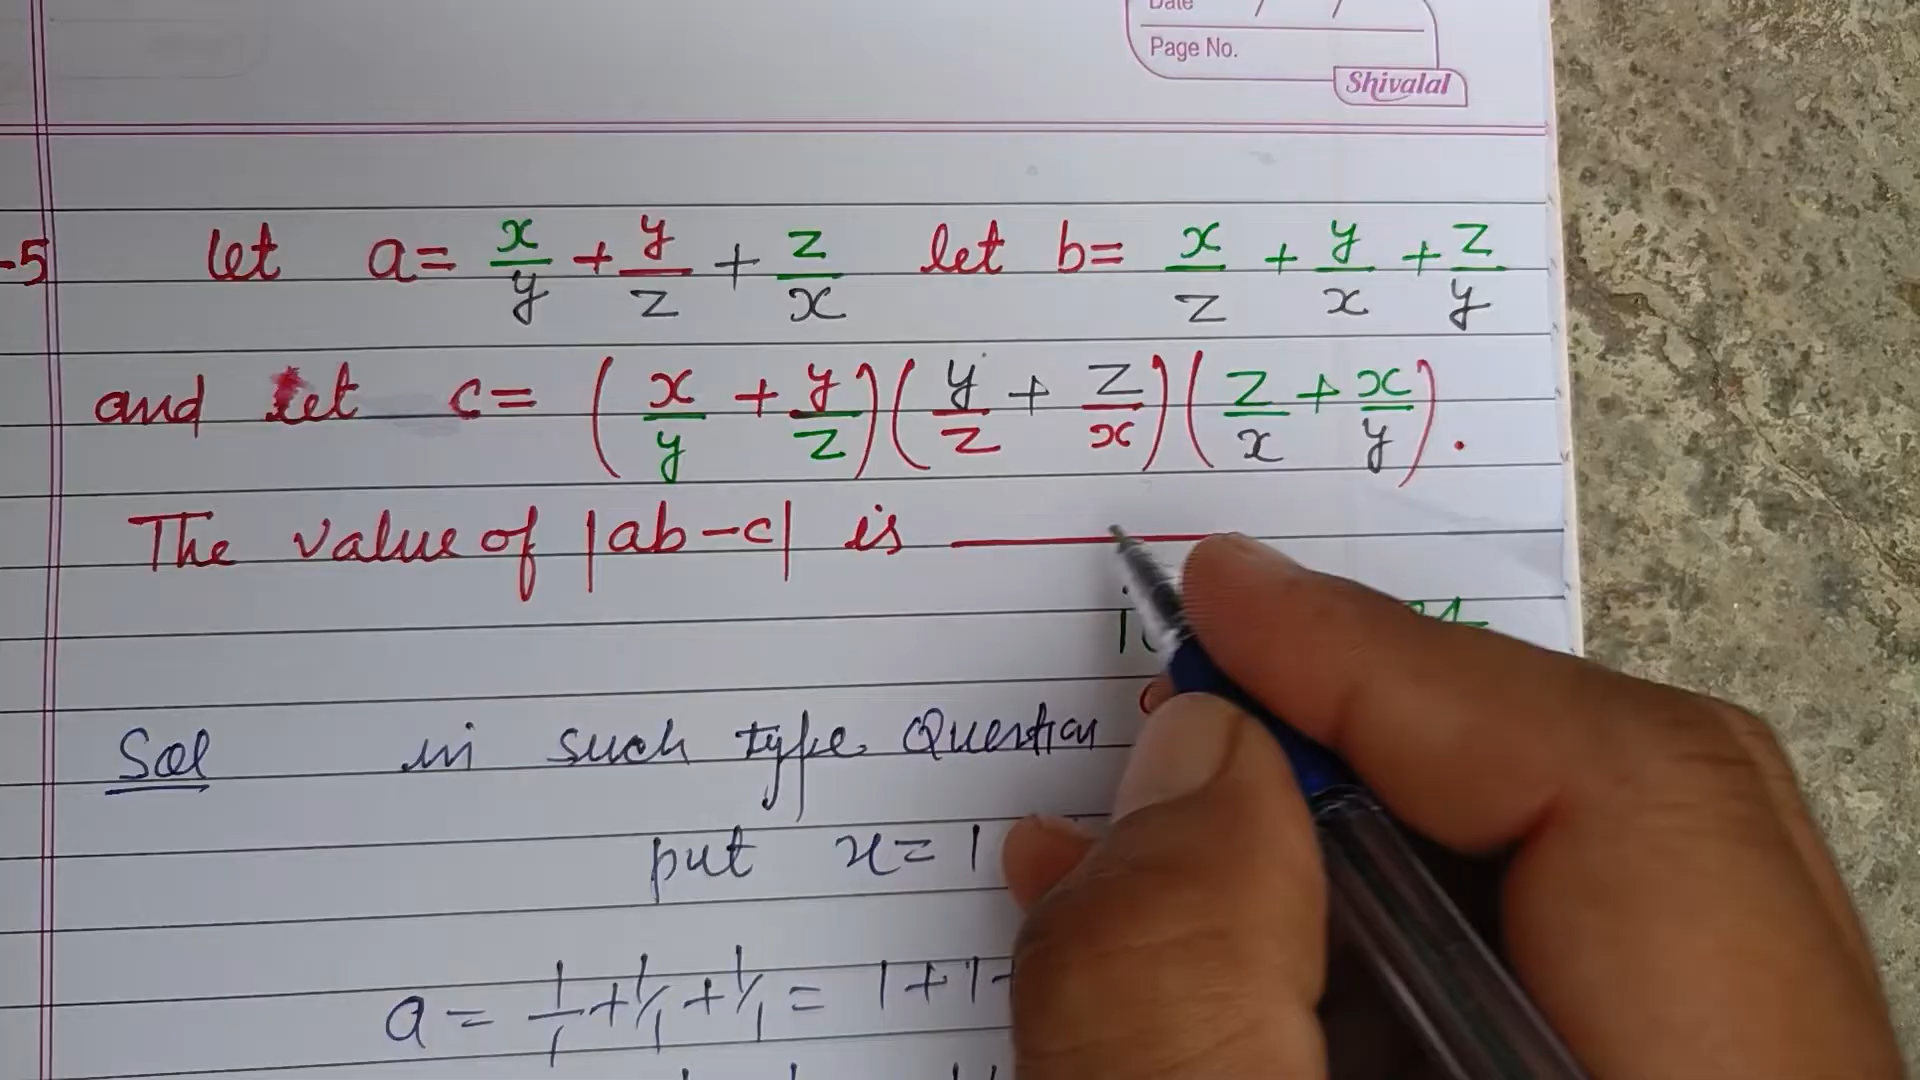 Date / /
Page No.
Shivalal
-5 let a= x/y + y/z + z/x let b= x/z + y/x + z/y
and let c= (x/y + y/z)(y/z + z/x)(z/x + x/y).
The value of |ab-c| is ______
Sol in such type Question
put x=1
a = 1/1 + 1/1 + 1/1 = 1+1+